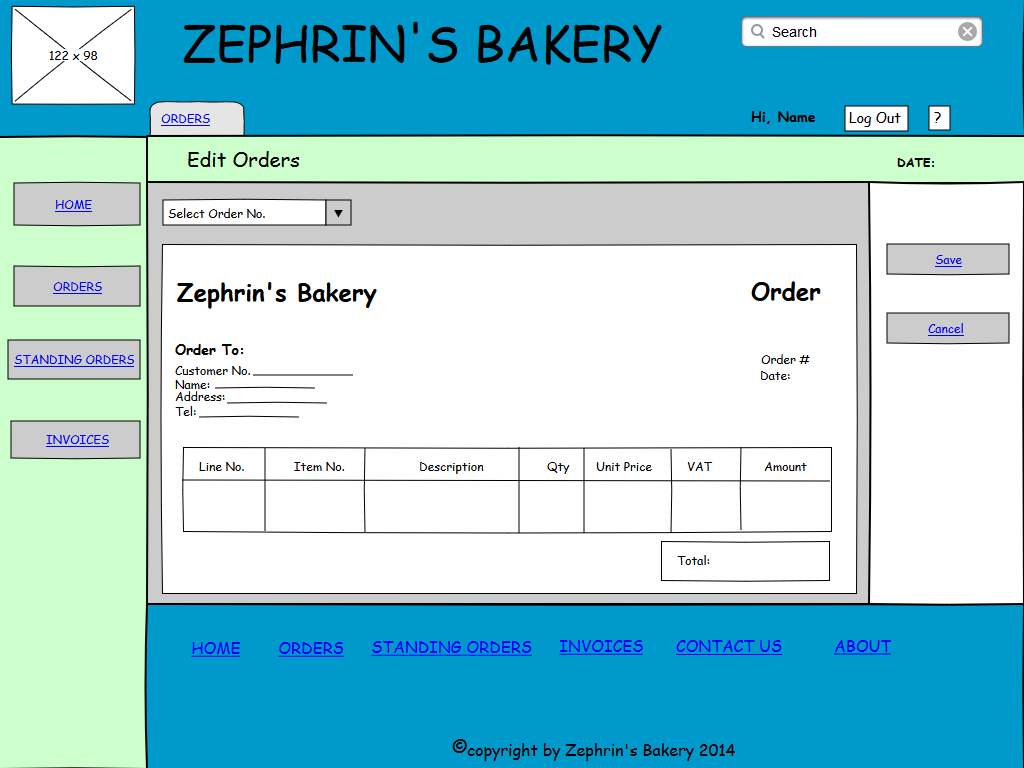 122 x 98
ZEPHRIN'S BAKERY
Search
ORDERS
Hi, Name
Log Out
?
Edit Orders
DATE:
HOME
ORDERS
STANDING ORDERS
INVOICES
Select Order No.
Zephrin's Bakery
Order
Order To:
Customer No.
Name:
Address:
Tel:
Order #
Date:
Line No. Item No. Description Qty Unit Price VAT Amount
Total:
Save
Cancel
HOME ORDERS STANDING ORDERS INVOICES CONTACT US ABOUT
©copyright by Zephrin's Bakery 2014